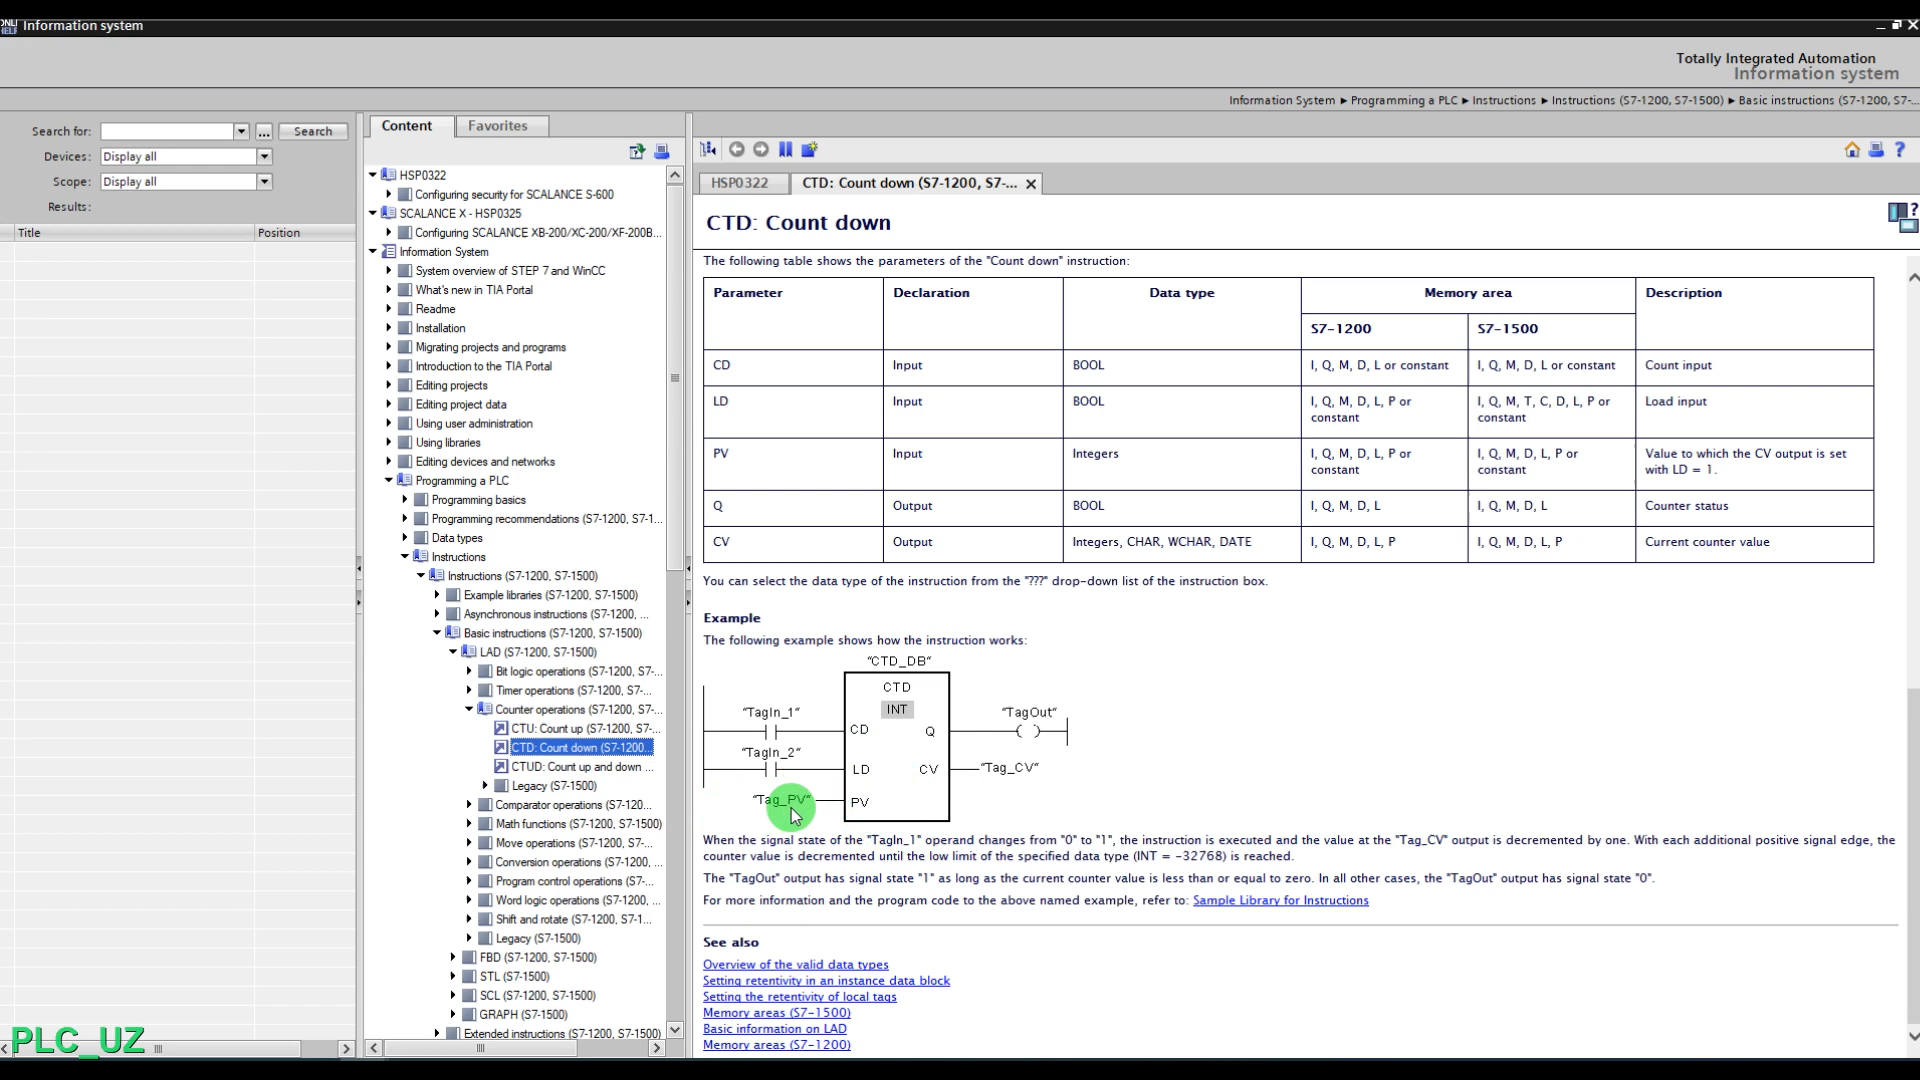 Information system
Totally Integrated Automation
Information system
Information System ▶ Programming a PLC ▶ Instructions ▶ Instructions (S7-1200, S7-1500) ▶ Basic instructions (S7-1200, S7-...
Search for:
...
Search
Devices: Display all
Scope: Display all
Results:
Title
Position
Content
Favorites
HSP0322
Configuring security for SCALANCE S-600
SCALANCE X - HSP0325
Configuring SCALANCE XB-200/XC-200/XF-200B...
Information System
System overview of STEP 7 and WinCC
What's new in TIA Portal
Readme
Installation
Migrating projects and programs
Introduction to the TIA Portal
Editing projects
Editing project data
Using user administration
Using libraries
Editing devices and networks
Programming a PLC
Programming basics
Programming recommendations (S7-1200, S7-1...
Data types
Instructions
Instructions (S7-1200, S7-1500)
Example libraries (S7-1200, S7-1500)
Asynchronous instructions (S7-1200, ...
Basic instructions (S7-1200, S7-1500)
LAD (S7-1200, S7-1500)
Bit logic operations (S7-1200, S7-...
Timer operations (S7-1200, S7-...
Counter operations (S7-1200, S7-...
CTU: Count up (S7-1200, S7-...
CTD: Count down (S7-1200...
CTUD: Count up and down ...
Legacy (S7-1500)
Comparator operations (S7-120...
Math functions (S7-1200, S7-1500)
Move operations (S7-1200, S7-...
Conversion operations (S7-1200, ...
Program control operations (S7-...
Word logic operations (S7-1200, ...
Shift and rotate (S7-1200, S7-1...
Legacy (S7-1500)
FBD (S7-1200, S7-1500)
STL (S7-1500)
SCL (S7-1200, S7-1500)
GRAPH (S7-1500)
Extended instructions (S7-1200, S7-1500)
HSP0322
CTD: Count down (S7-1200, S7-...
CTD: Count down
The following table shows the parameters of the "Count down" instruction:
Parameter Declaration Data type Memory area Description
S7-1200 S7-1500
CD Input BOOL I, Q, M, D, L or constant I, Q, M, D, L or constant Count input
LD Input BOOL I, Q, M, D, L, P or I, Q, M, T, C, D, L, P or Load input
constant constant
PV Input Integers I, Q, M, D, L, P or I, Q, M, D, L, P or Value to which the CV output is set
constant constant with LD = 1.
Q Output BOOL I, Q, M, D, L I, Q, M, D, L Counter status
CV Output Integers, CHAR, WCHAR, DATE I, Q, M, D, L, P I, Q, M, D, L, P Current counter value
You can select the data type of the instruction from the "???" drop-down list of the instruction box.
Example
The following example shows how the instruction works:
"CTD_DB"
CTD
INT
"TagIn_1" "TagOut"
CD Q
"TagIn_2"
LD CV "Tag_CV"
"Tag_PV" PV
When the signal state of the "TagIn_1" operand changes from "0" to "1", the instruction is executed and the value at the "Tag_CV" output is decremented by one. With each additional positive signal edge, the
counter value is decremented until the low limit of the specified data type (INT = -32768) is reached.
The "TagOut" output has signal state "1" as long as the current counter value is less than or equal to zero. In all other cases, the "TagOut" output has signal state "0".
For more information and the program code to the above named example, refer to: Sample Library for Instructions
See also
Overview of the valid data types
Setting retentivity in an instance data block
Setting the retentivity of local tags
Memory areas (S7-1500)
Basic information on LAD
Memory areas (S7-1200)
PLC_UZ